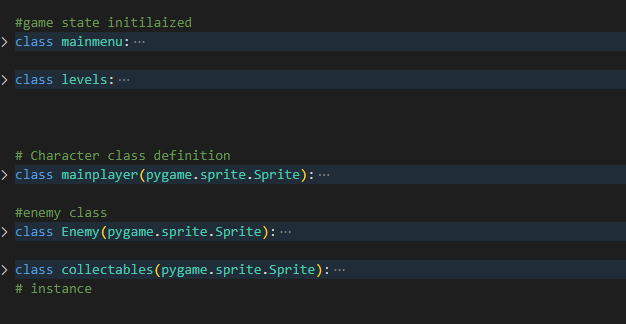 #game state initilaized
class mainmenu:···
class levels:···
# Character class definition
class mainplayer(pygame.sprite.Sprite):···
#enemy class
class Enemy(pygame.sprite.Sprite):···
class collectables(pygame.sprite.Sprite):···
# instance